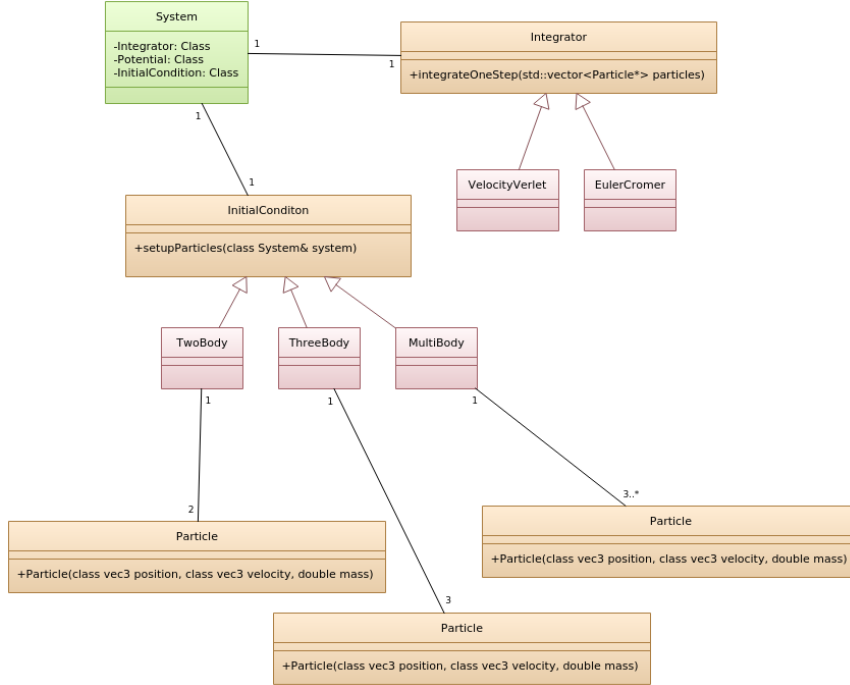 System
-Integrator: Class
-Potential: Class
-InitialCondition: Class
1
1
Integrator
+integrateOneStep(std::vector<Particle*> particles)
VelocityVerlet
EulerCromer
1
1
InitialConditon
+setupParticles(class System& system)
TwoBody
ThreeBody
MultiBody
1
1
1
2
3..*
Particle
+Particle(class vec3 position, class vec3 velocity, double mass)
Particle
+Particle(class vec3 position, class vec3 velocity, double mass)
3
Particle
+Particle(class vec3 position, class vec3 velocity, double mass)